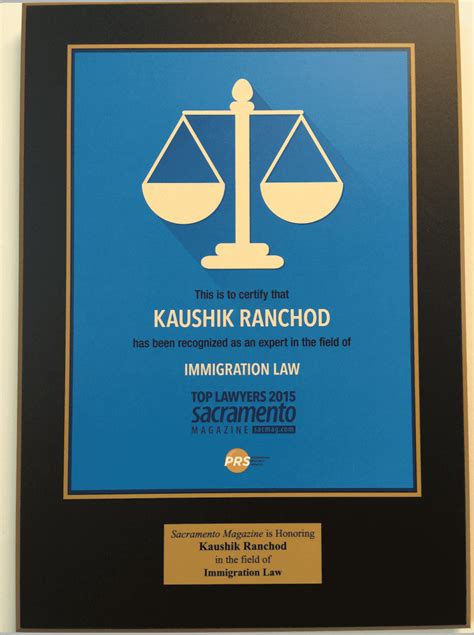 This is to certify that
KAUSHIK RANCHOD
has been recognized as an expert in the field of
IMMIGRATION LAW
TOP LAWYERS 2015
sacramento
MAGAZINE sacmag.com
PRS
Sacramento Magazine is Honoring
Kaushik Ranchod
in the field of
Immigration Law